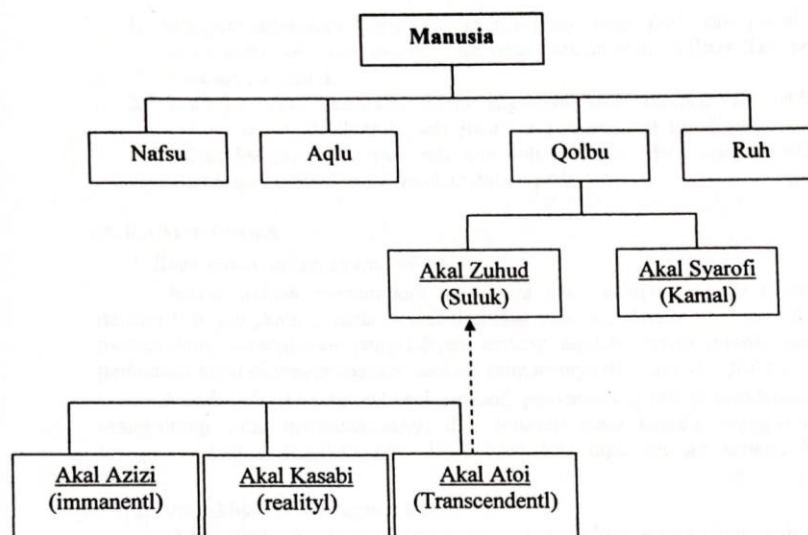 Manusia
Nafsu
Aqlu
Qolbu
Ruh
Akal Zuhud
(Suluk)
Akal Syarofi
(Kamal)
Akal Azizi
(immanentl)
Akal Kasabi
(realityl)
Akal Atoi
(Transcendentl)